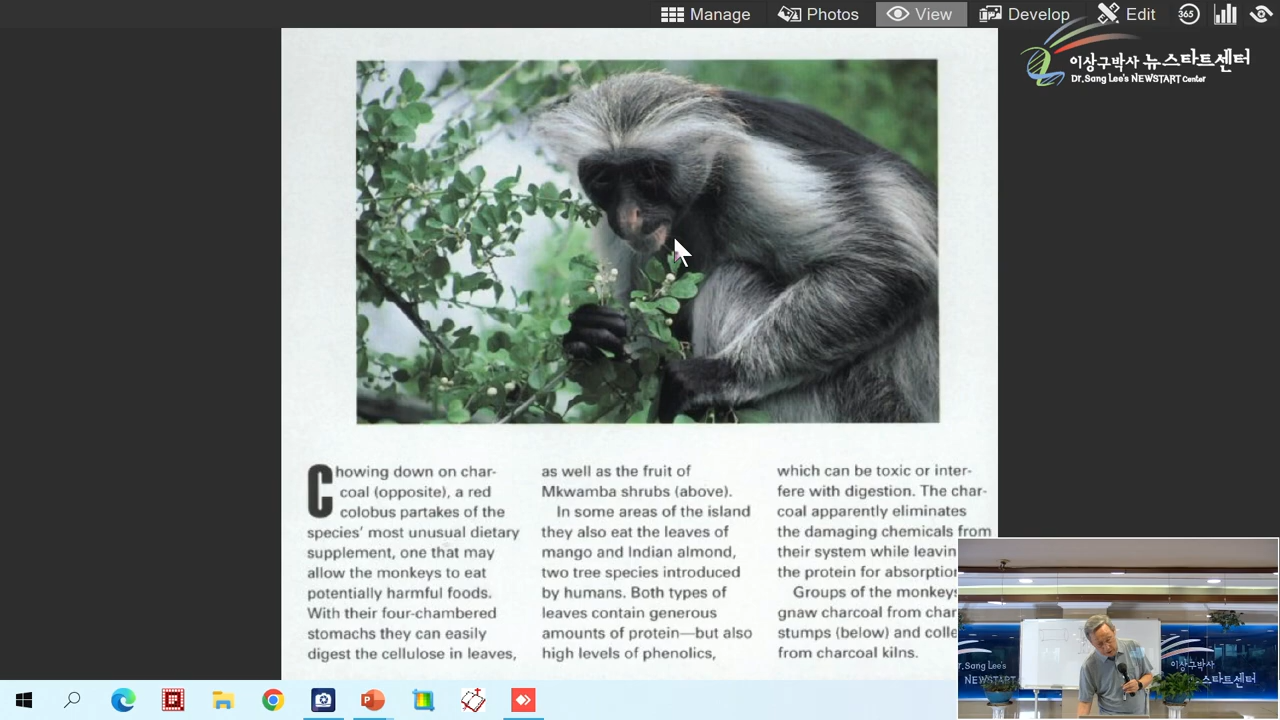 Manage
Photos
View
Develop
Edit
365
이상구박사 뉴스타트센터
Dr.Sang Lee's NEWSTART Center
Chowing down on char-
coal (opposite), a red
colobus partakes of the
species' most unusual dietary
supplement, one that may
allow the monkeys to eat
potentially harmful foods.
With their four-chambered
stomachs they can easily
digest the cellulose in leaves,
as well as the fruit of
Mkwamba shrubs (above).
In some areas of the island
they also eat the leaves of
mango and Indian almond,
two tree species introduced
by humans. Both types of
leaves contain generous
amounts of protein—but also
high levels of phenolics,
which can be toxic or inter-
fere with digestion. The char-
coal apparently eliminates
the damaging chemicals from
their system while leavin
the protein for absorptio
Groups of the monkeys
gnaw charcoal from char
stumps (below) and colle
from charcoal kilns.
Dr.Sang Lee's
NEWSTART
이상구박사
뉴스타트센터